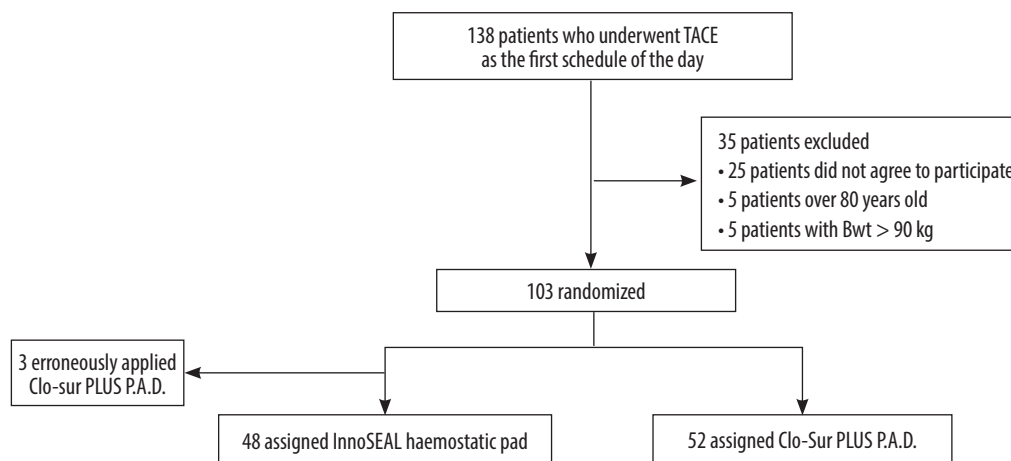 138 patients who underwent TACE
as the first schedule of the day
35 patients excluded
• 25 patients did not agree to participate
• 5 patients over 80 years old
• 5 patients with Bwt > 90 kg
103 randomized
3 erroneously applied
Clo-sur PLUS P.A.D.
48 assigned InnoSEAL haemostatic pad
52 assigned Clo-Sur PLUS P.A.D.